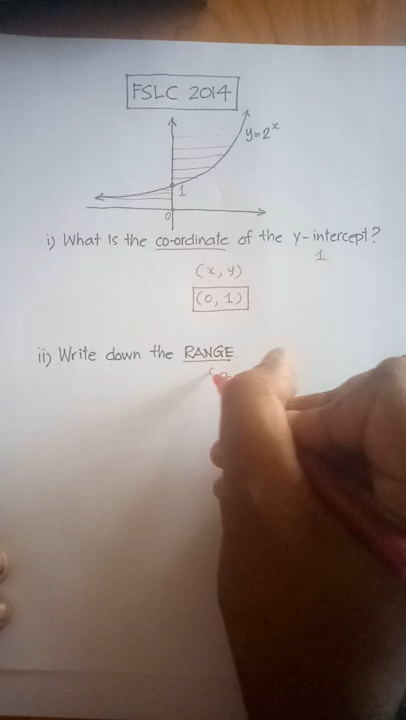 FSLC 2014
y=2ˣ
1
0
i) What is the co-ordinate of the y-intercept?
1
(x, y)
(0, 1)
ii) Write down the RANGE